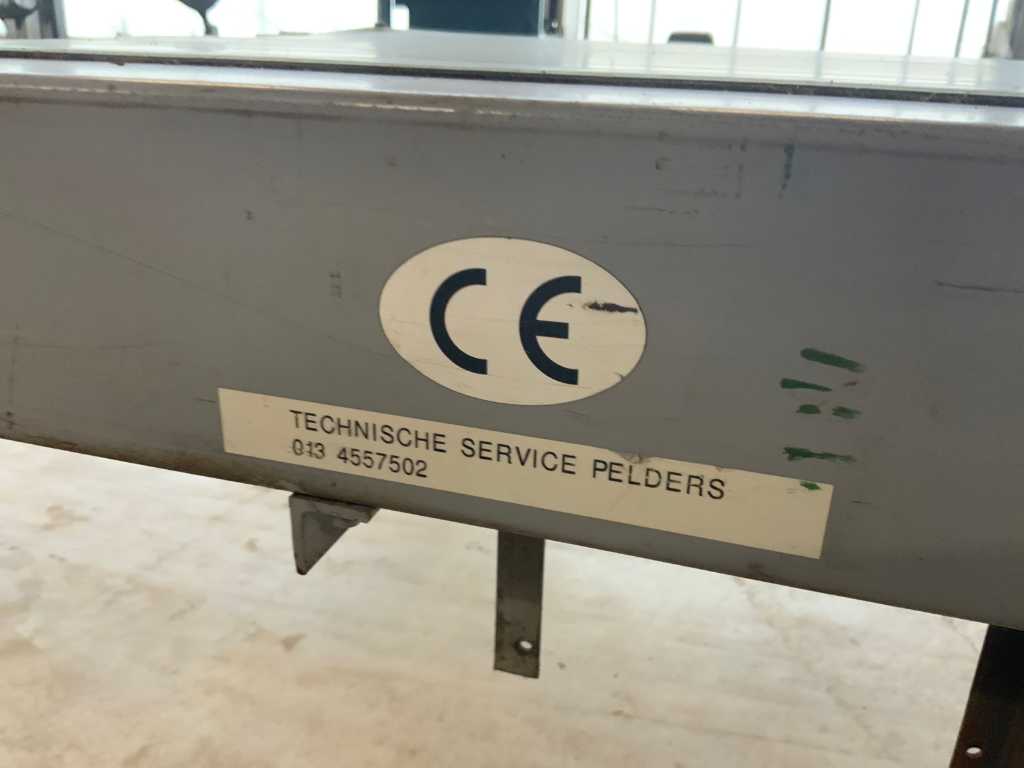 CE
TECHNISCHE SERVICE PELDERS
013 4557502